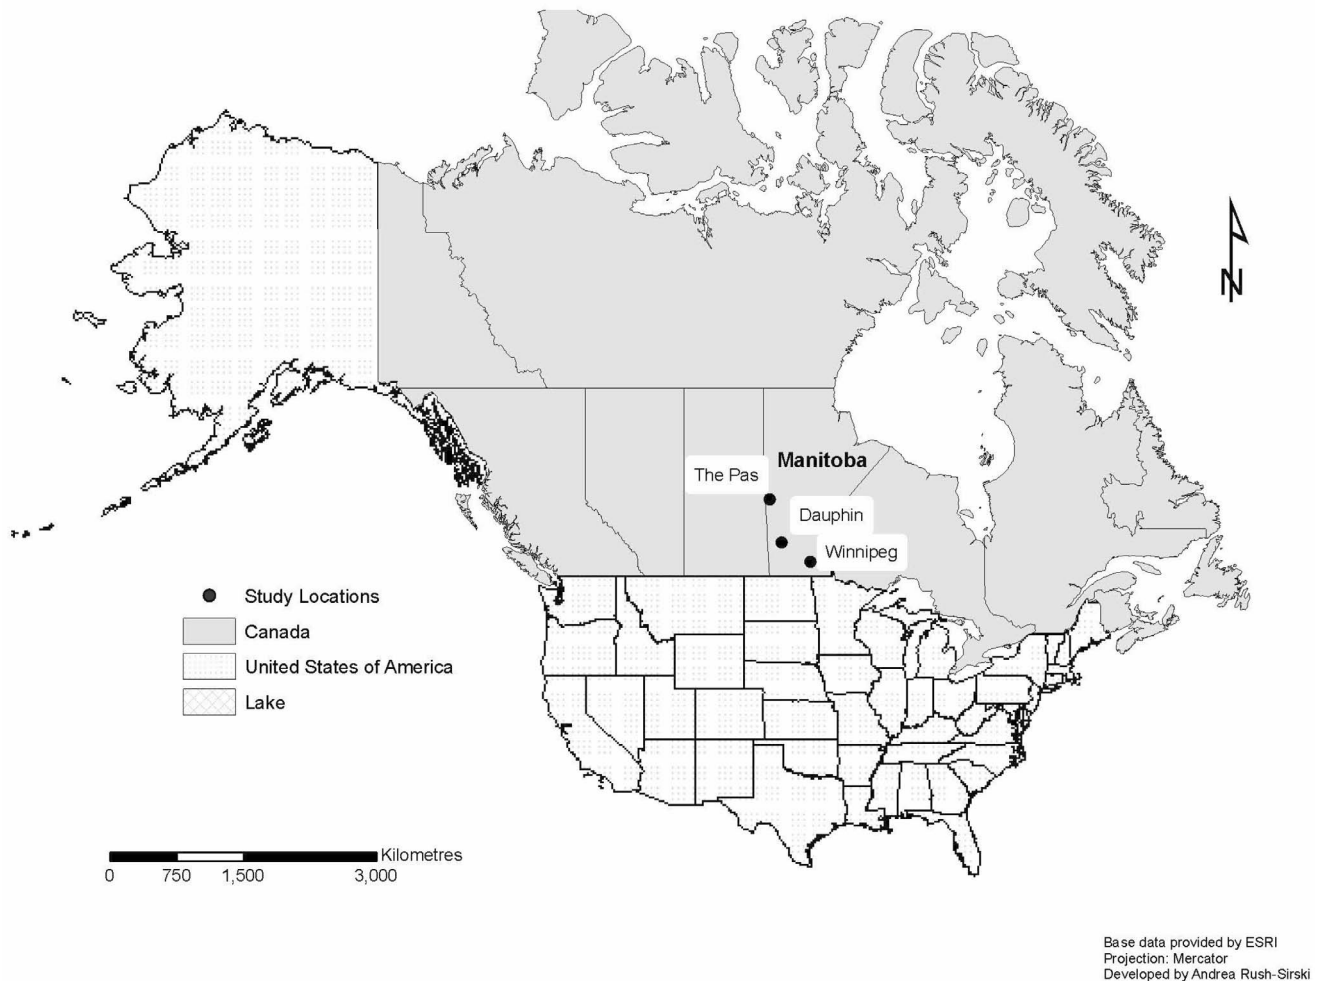 Manitoba
The Pas
Dauphin
Winnipeg
N
Study Locations
Canada
United States of America
Lake
Kilometres
0 750 1,500 3,000
Base data provided by ESRI
Projection: Mercator
Developed by Andrea Rush-Sirski